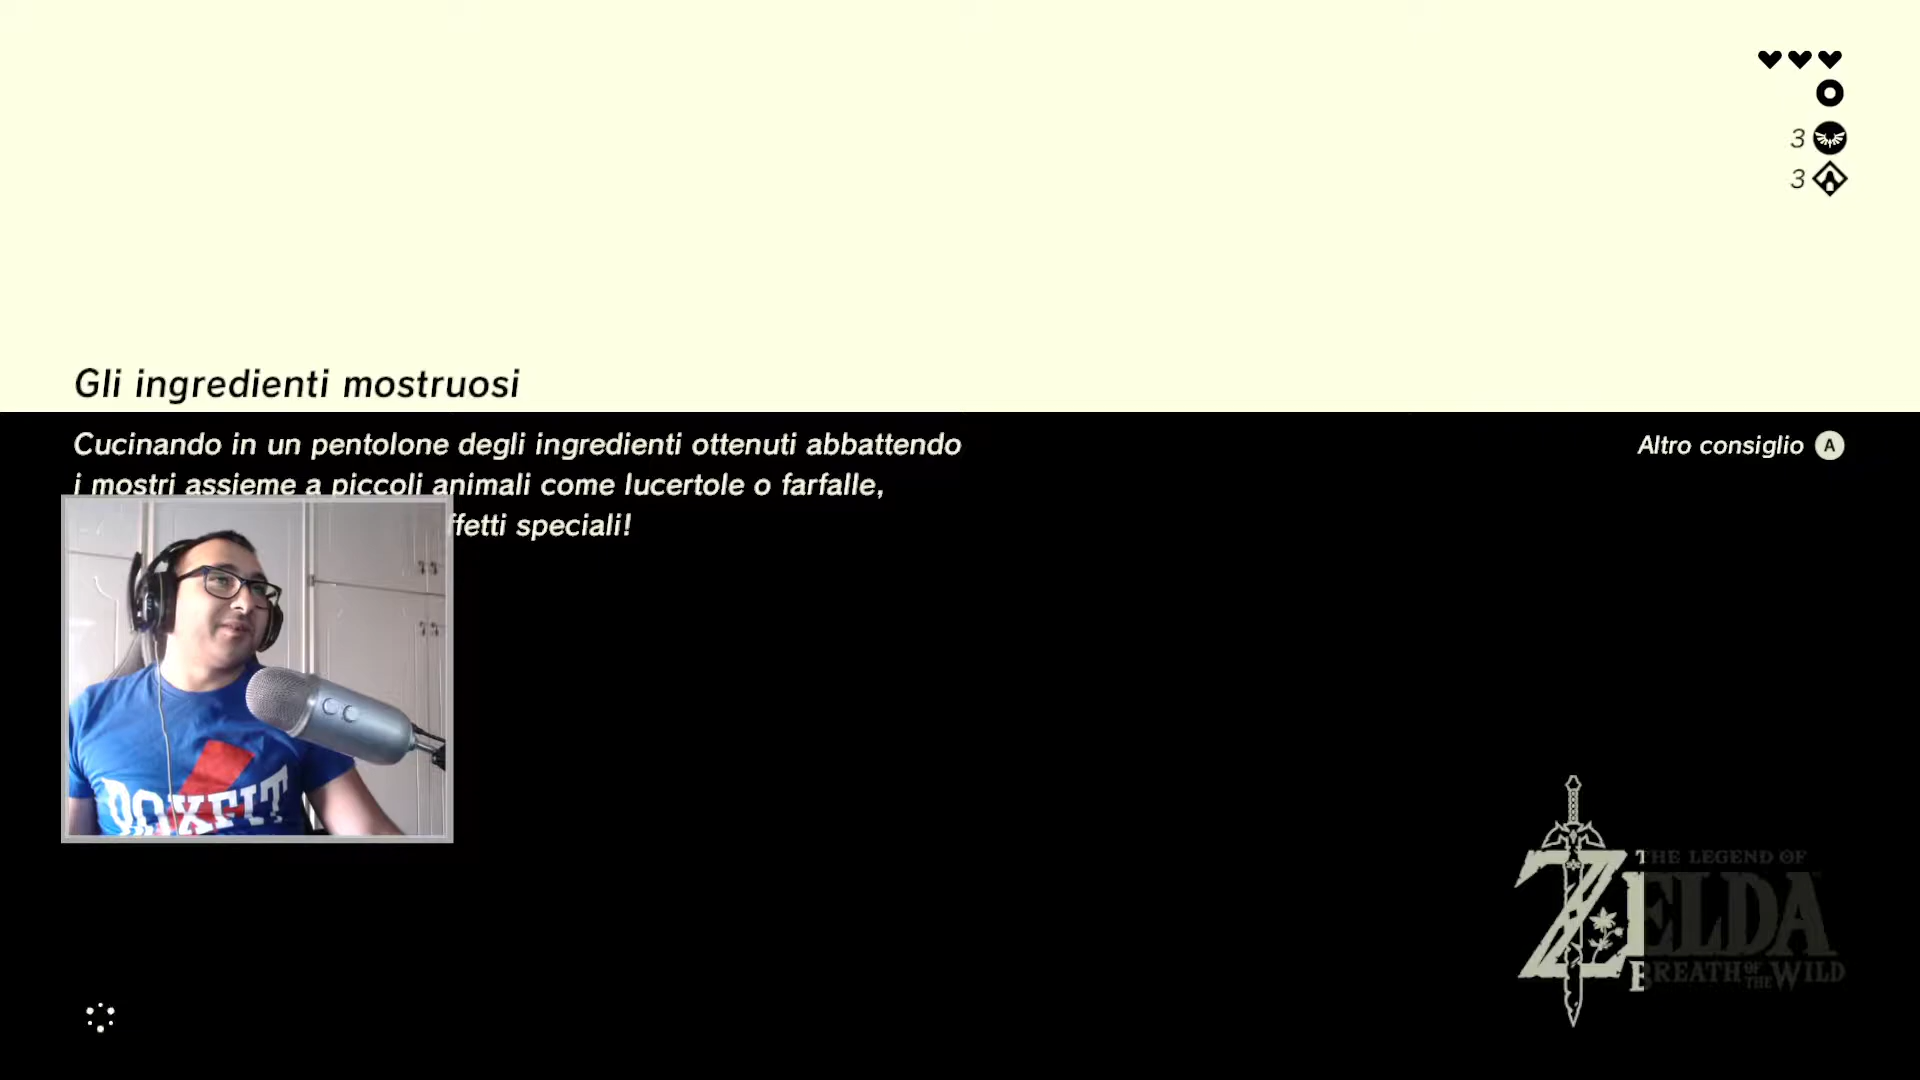 3
3
Gli ingredienti mostruosi
Cucinando in un pentolone degli ingredienti ottenuti abbattendo
i mostri assieme a piccoli animali come lucertole o farfalle,
speciali!
Altro consiglio A
BOXFIT
THE LEGEND OF
ZELDA
BREATH OF THE WILD